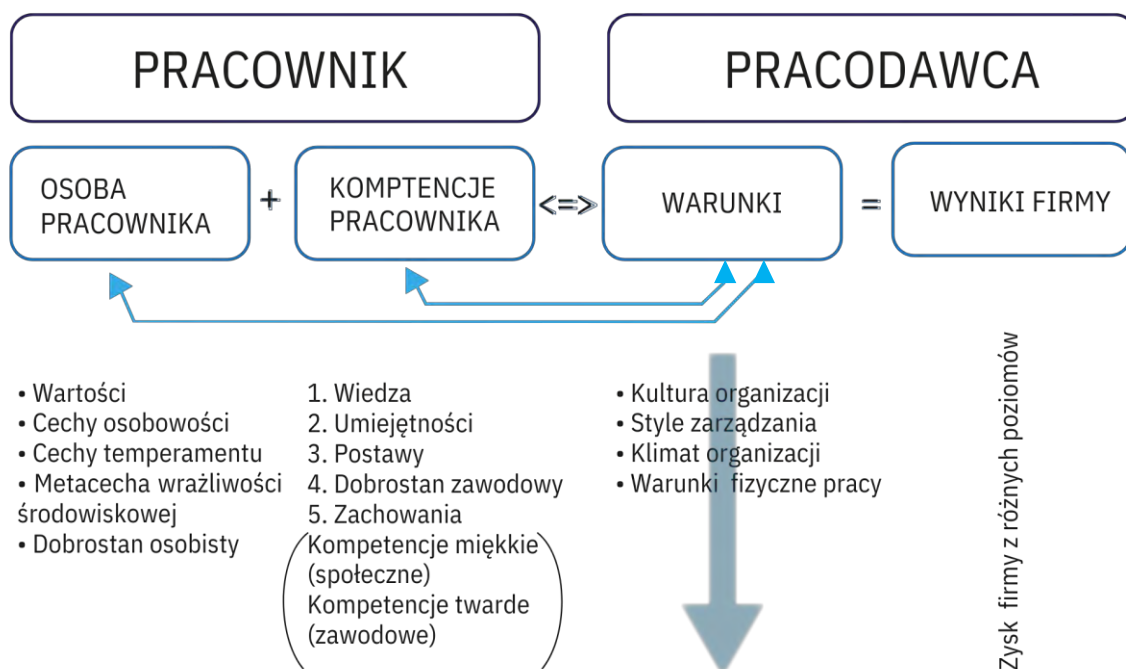 PRACOWNIK
PRACODAWCA
OSOBA
PRACOWNIKA
+
KOMPTENCJE
PRACOWNIKA
<=>
WARUNKI
=
WYNIKI FIRMY
• Wartości
• Cechy osobowości
• Cechy temperamentu
• Metacecha wrażliwości
środowiskowej
• Dobrostan osobisty
1. Wiedza
2. Umiejętności
3. Postawy
4. Dobrostan zawodowy
5. Zachowania
Kompetencje miękkie
(społeczne)
Kompetencje twarde
(zawodowe)
• Kultura organizacji
• Style zarządzania
• Klimat organizacji
• Warunki fizyczne pracy
Zysk firmy z różnych poziomów